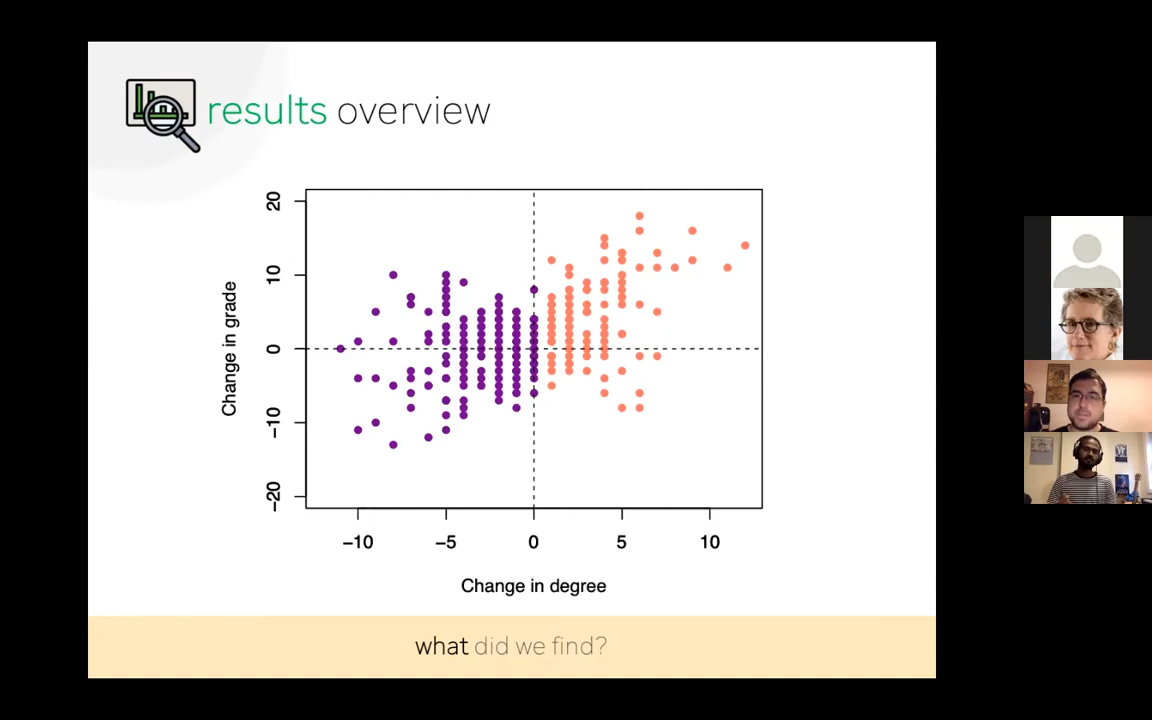 results overview
20
10
0
−10
−20
Change in grade
−10 −5 0 5 10
Change in degree
what did we find?